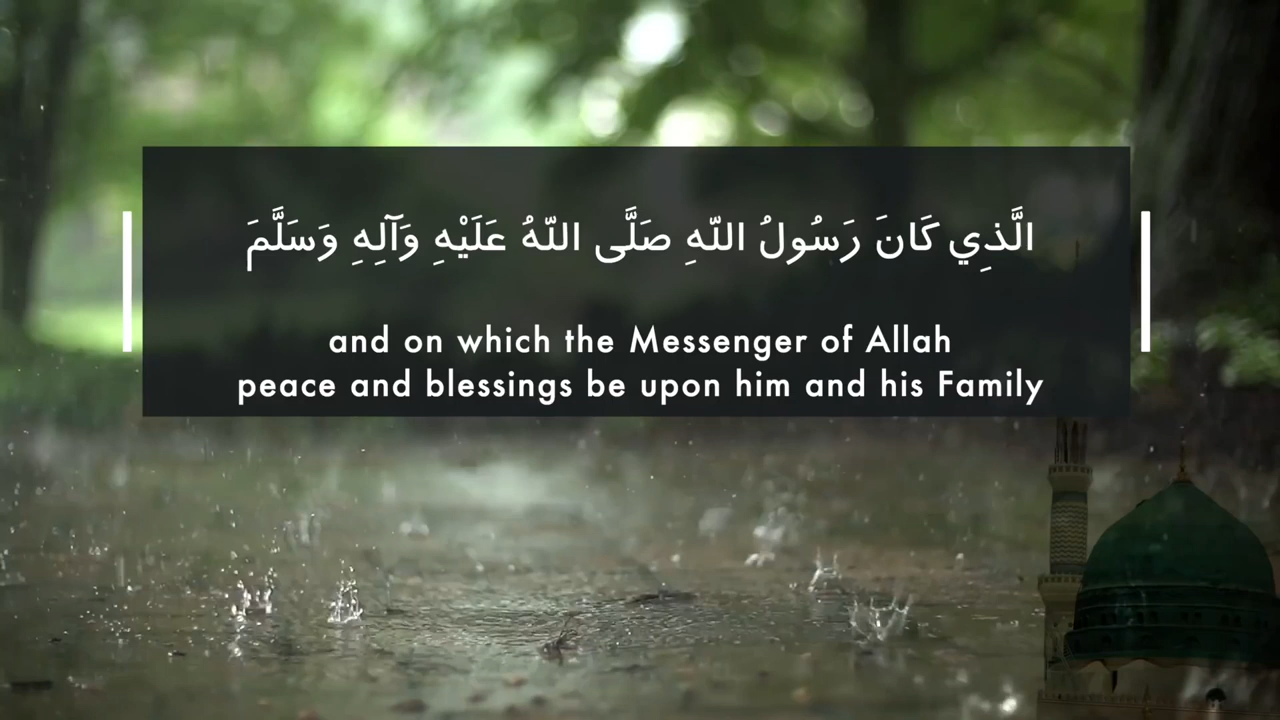 الَّذِي كَانَ رَسُولُ اللّٰهِ صَلَّى اللّٰهُ عَلَيْهِ وَآلِهِ وَسَلَّمَ
and on which the Messenger of Allah
peace and blessings be upon him and his Family